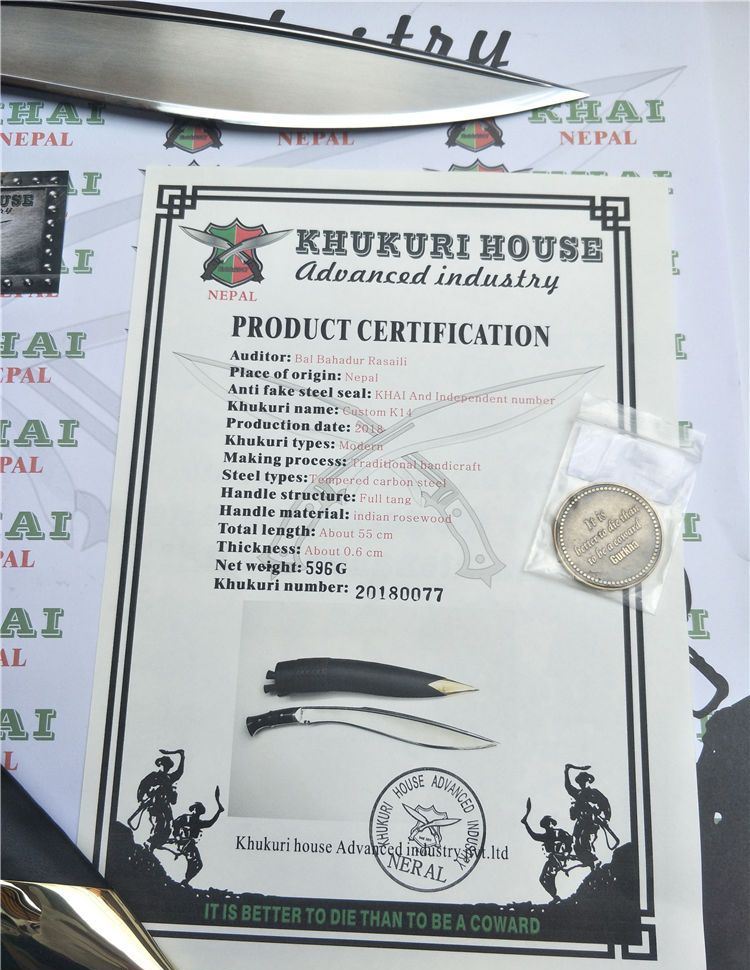 KHAI
NEPAL
NEPAL
KHAI
NEPAL
HOUSE
KHUKURI HOUSE
Advanced industry
NEPAL
PRODUCT CERTIFICATION
Auditor: Bal Bahadur Rasaili
Place of origin: Nepal
Anti fake steel seal: KHAI And Independent number
Khukuri name: Custom K14
Production date: 2018
Khukuri types: Modern
Making process: Traditional handicraft
Steel types: Tempered carbon steel
Handle structure: Full tang
Handle material: indian rosewood
Total length: About 55 cm
Thickness: About 0.6 cm
Net weight: 596 G
Khukuri number: 20180077
It is
better to die than
to be a coward
Gurkha
KHUKURI HOUSE ADVANCED INDUSTRY
NERAL
Khukuri house Advanced industry pvt.ltd
IT IS BETTER TO DIE THAN TO BE A COWARD